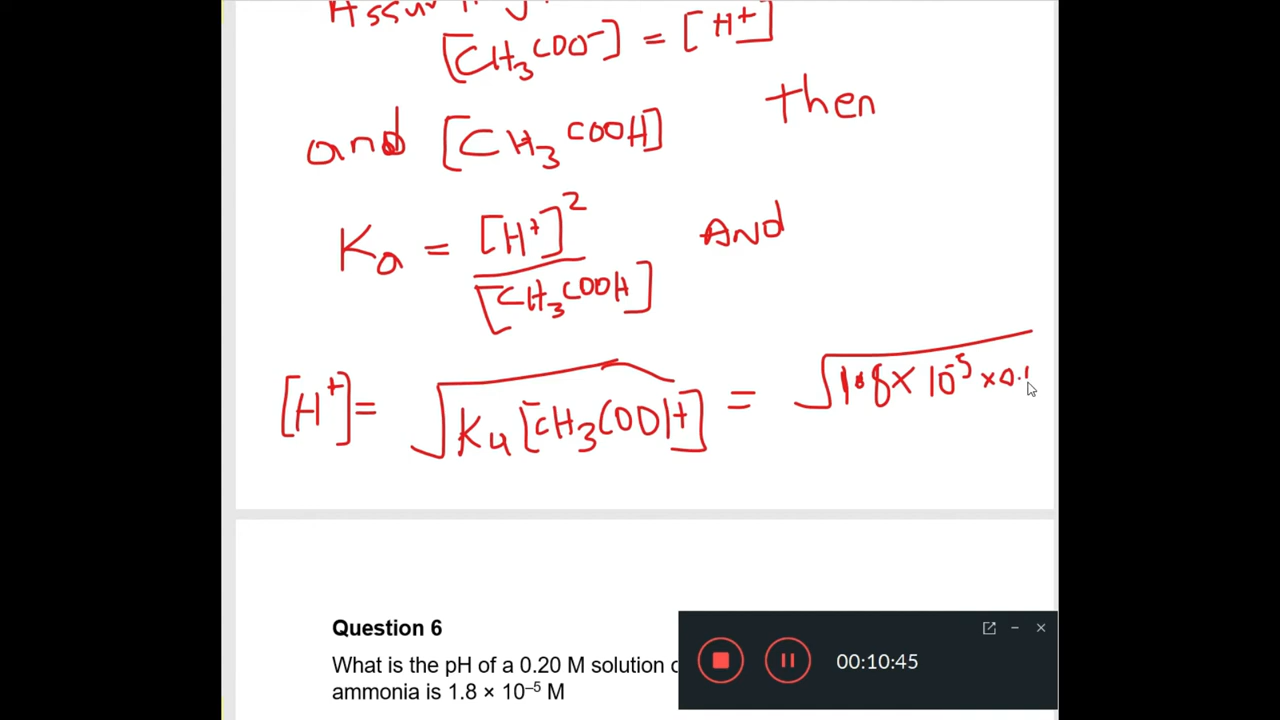 [CH₃COO⁻] = [H⁺]
and [CH₃COOH] then
Ka = [H⁺]² / [CH₃COOH] And
[H⁺] = √Ka[CH₃COOH] = √1.8 × 10⁻⁵ × 0.1
Question 6
What is the pH of a 0.20 M solution
ammonia is 1.8 × 10⁻⁵ M
00:10:45